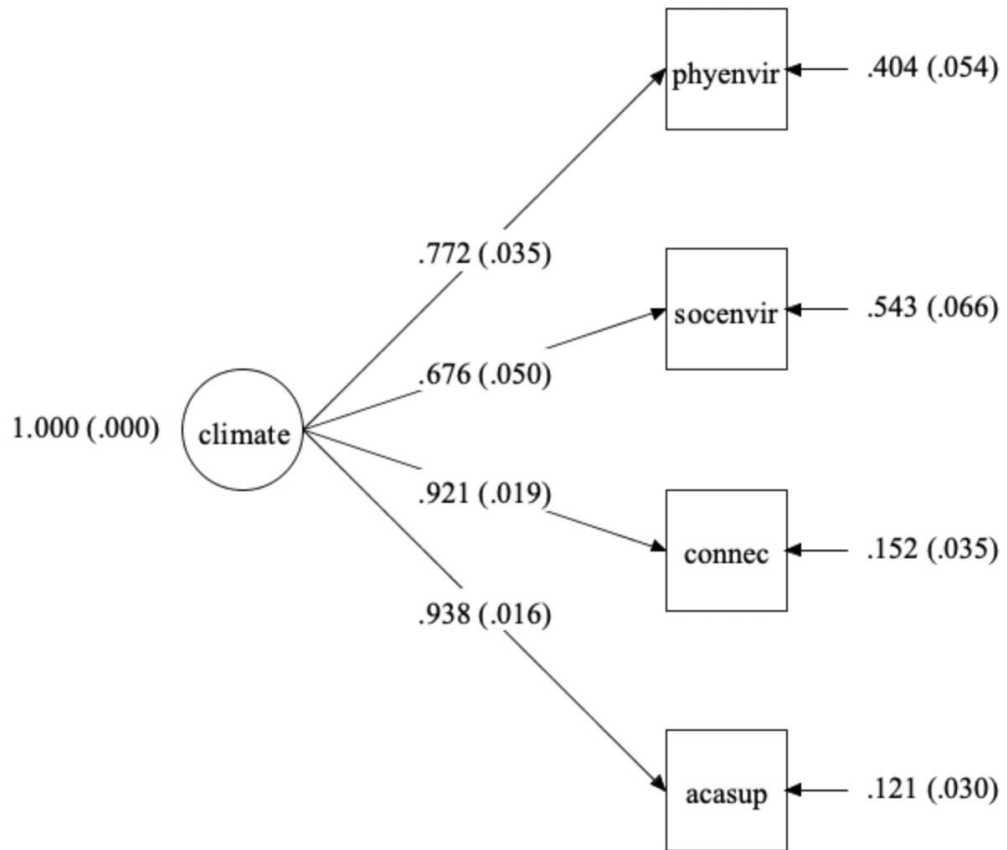 phyenvir
.404 (.054)
.772 (.035)
socenvir
.543 (.066)
.676 (.050)
1.000 (.000)
climate
.921 (.019)
connec
.152 (.035)
.938 (.016)
acasup
.121 (.030)